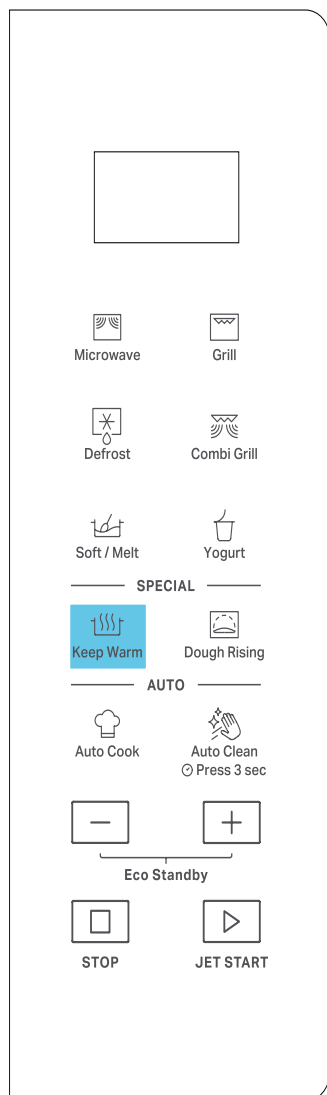 Microwave
Grill
Defrost
Combi Grill
Soft / Melt
Yogurt
SPECIAL
Keep Warm
Dough Rising
AUTO
Auto Cook
Auto Clean
Press 3 sec
Eco Standby
STOP
JET START